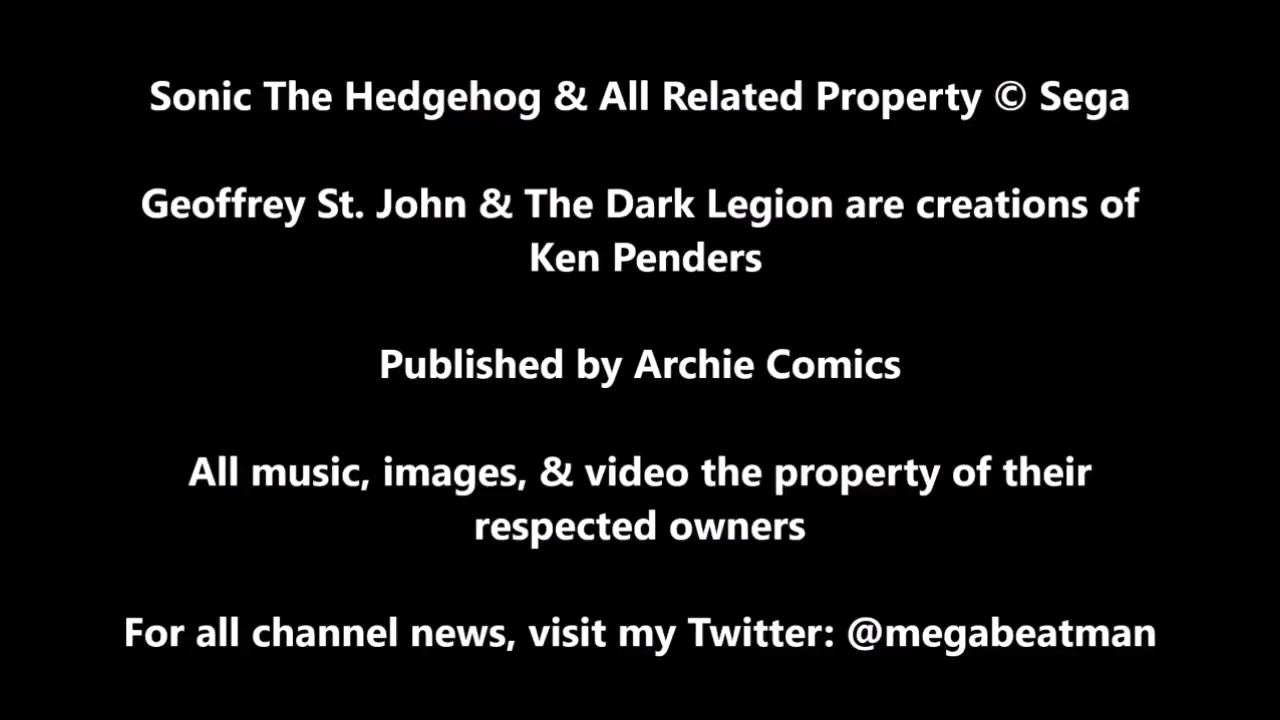 Sonic The Hedgehog & All Related Property © Sega
Geoffrey St. John & The Dark Legion are creations of
Ken Penders
Published by Archie Comics
All music, images, & video the property of their
respected owners
For all channel news, visit my Twitter: @megabeatman